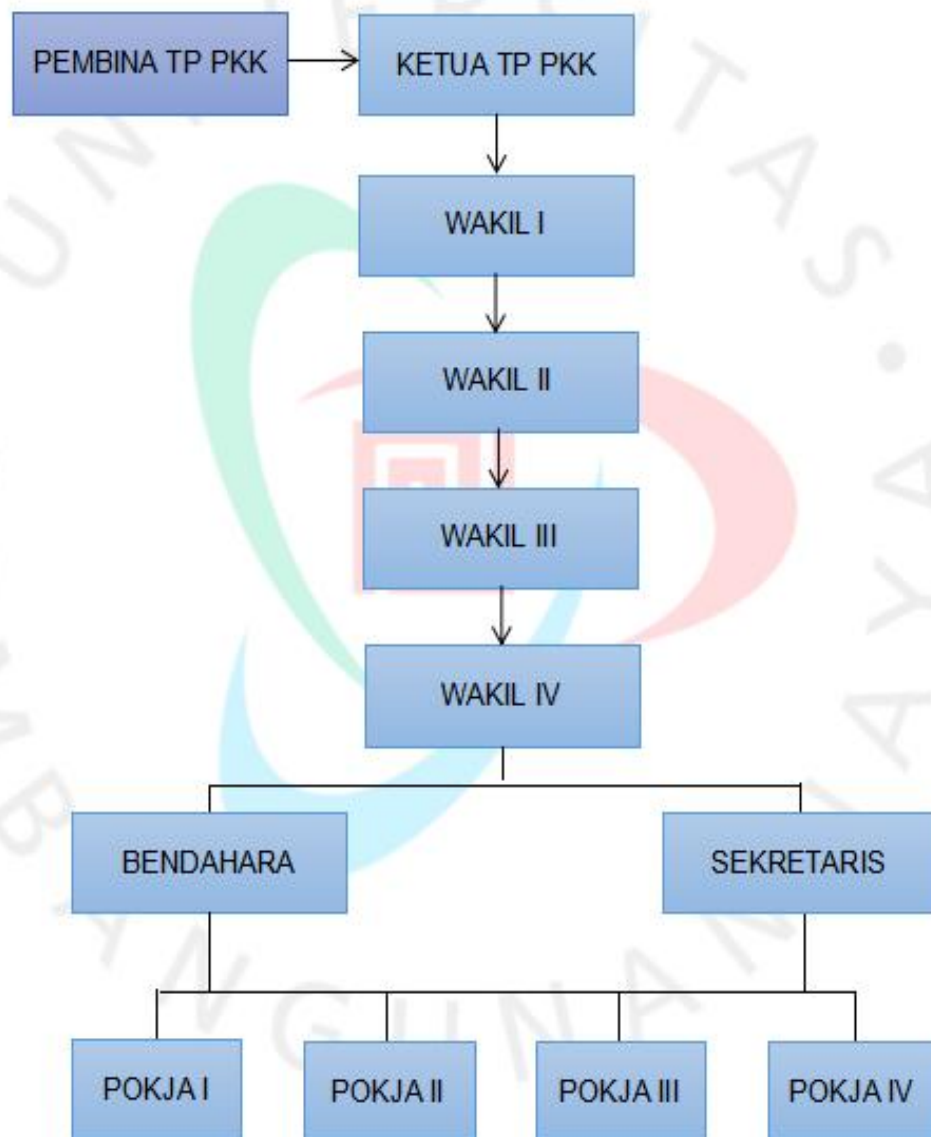 PEMBINA TP PKK
KETUA TP PKK
WAKIL I
WAKIL II
WAKIL III
WAKIL IV
BENDAHARA
SEKRETARIS
POKJA I
POKJA II
POKJA III
POKJA IV